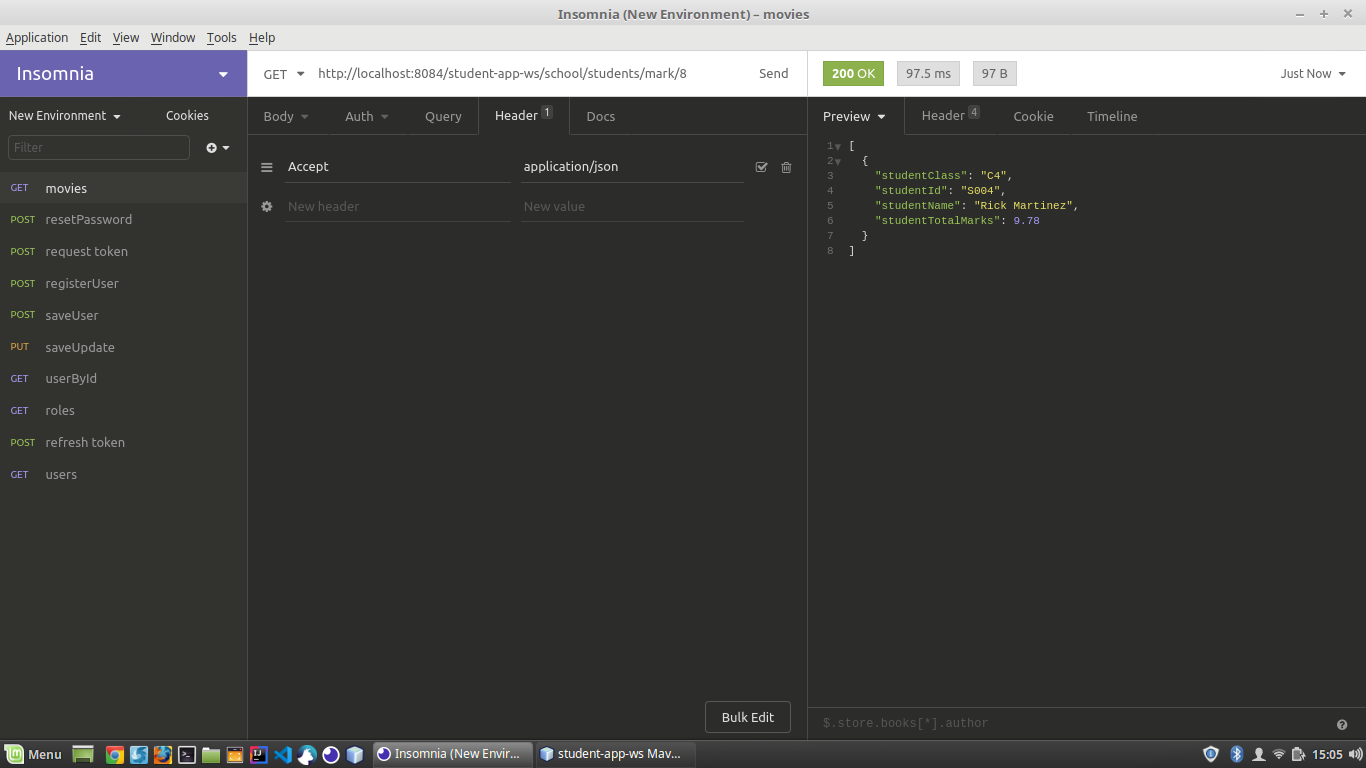 Insomnia (New Environment) – movies
Application Edit View Window Tools Help
Insomnia
GET http://localhost:8084/student-app-ws/school/students/mark/8 Send
200 OK 97.5 ms 97 B Just Now
New Environment Cookies
Body Auth Query Header 1 Docs
Preview Header 4 Cookie Timeline
Filter
Accept application/json
New header New value
GET movies
POST resetPassword
POST request token
POST registerUser
POST saveUser
PUT saveUpdate
GET userById
GET roles
POST refresh token
GET users
1 [
2 {
3 "studentClass": "C4",
4 "studentId": "S004",
5 "studentName": "Rick Martinez",
6 "studentTotalMarks": 9.78
7 }
8 ]
Bulk Edit
$.store.books[*].author
Menu Insomnia (New Envir... student-app-ws Mav... 15:05